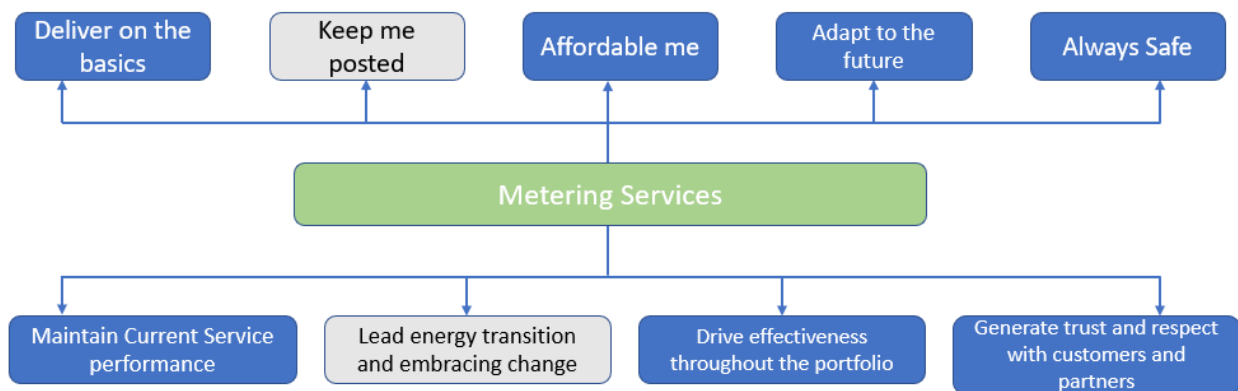 Deliver on the
basics
Keep me
posted
Affordable me
Adapt to the
future
Always Safe
Metering Services
Maintain Current Service
performance
Lead energy transition
and embracing change
Drive effectiveness
throughout the portfolio
Generate trust and respect
with customers and
partners